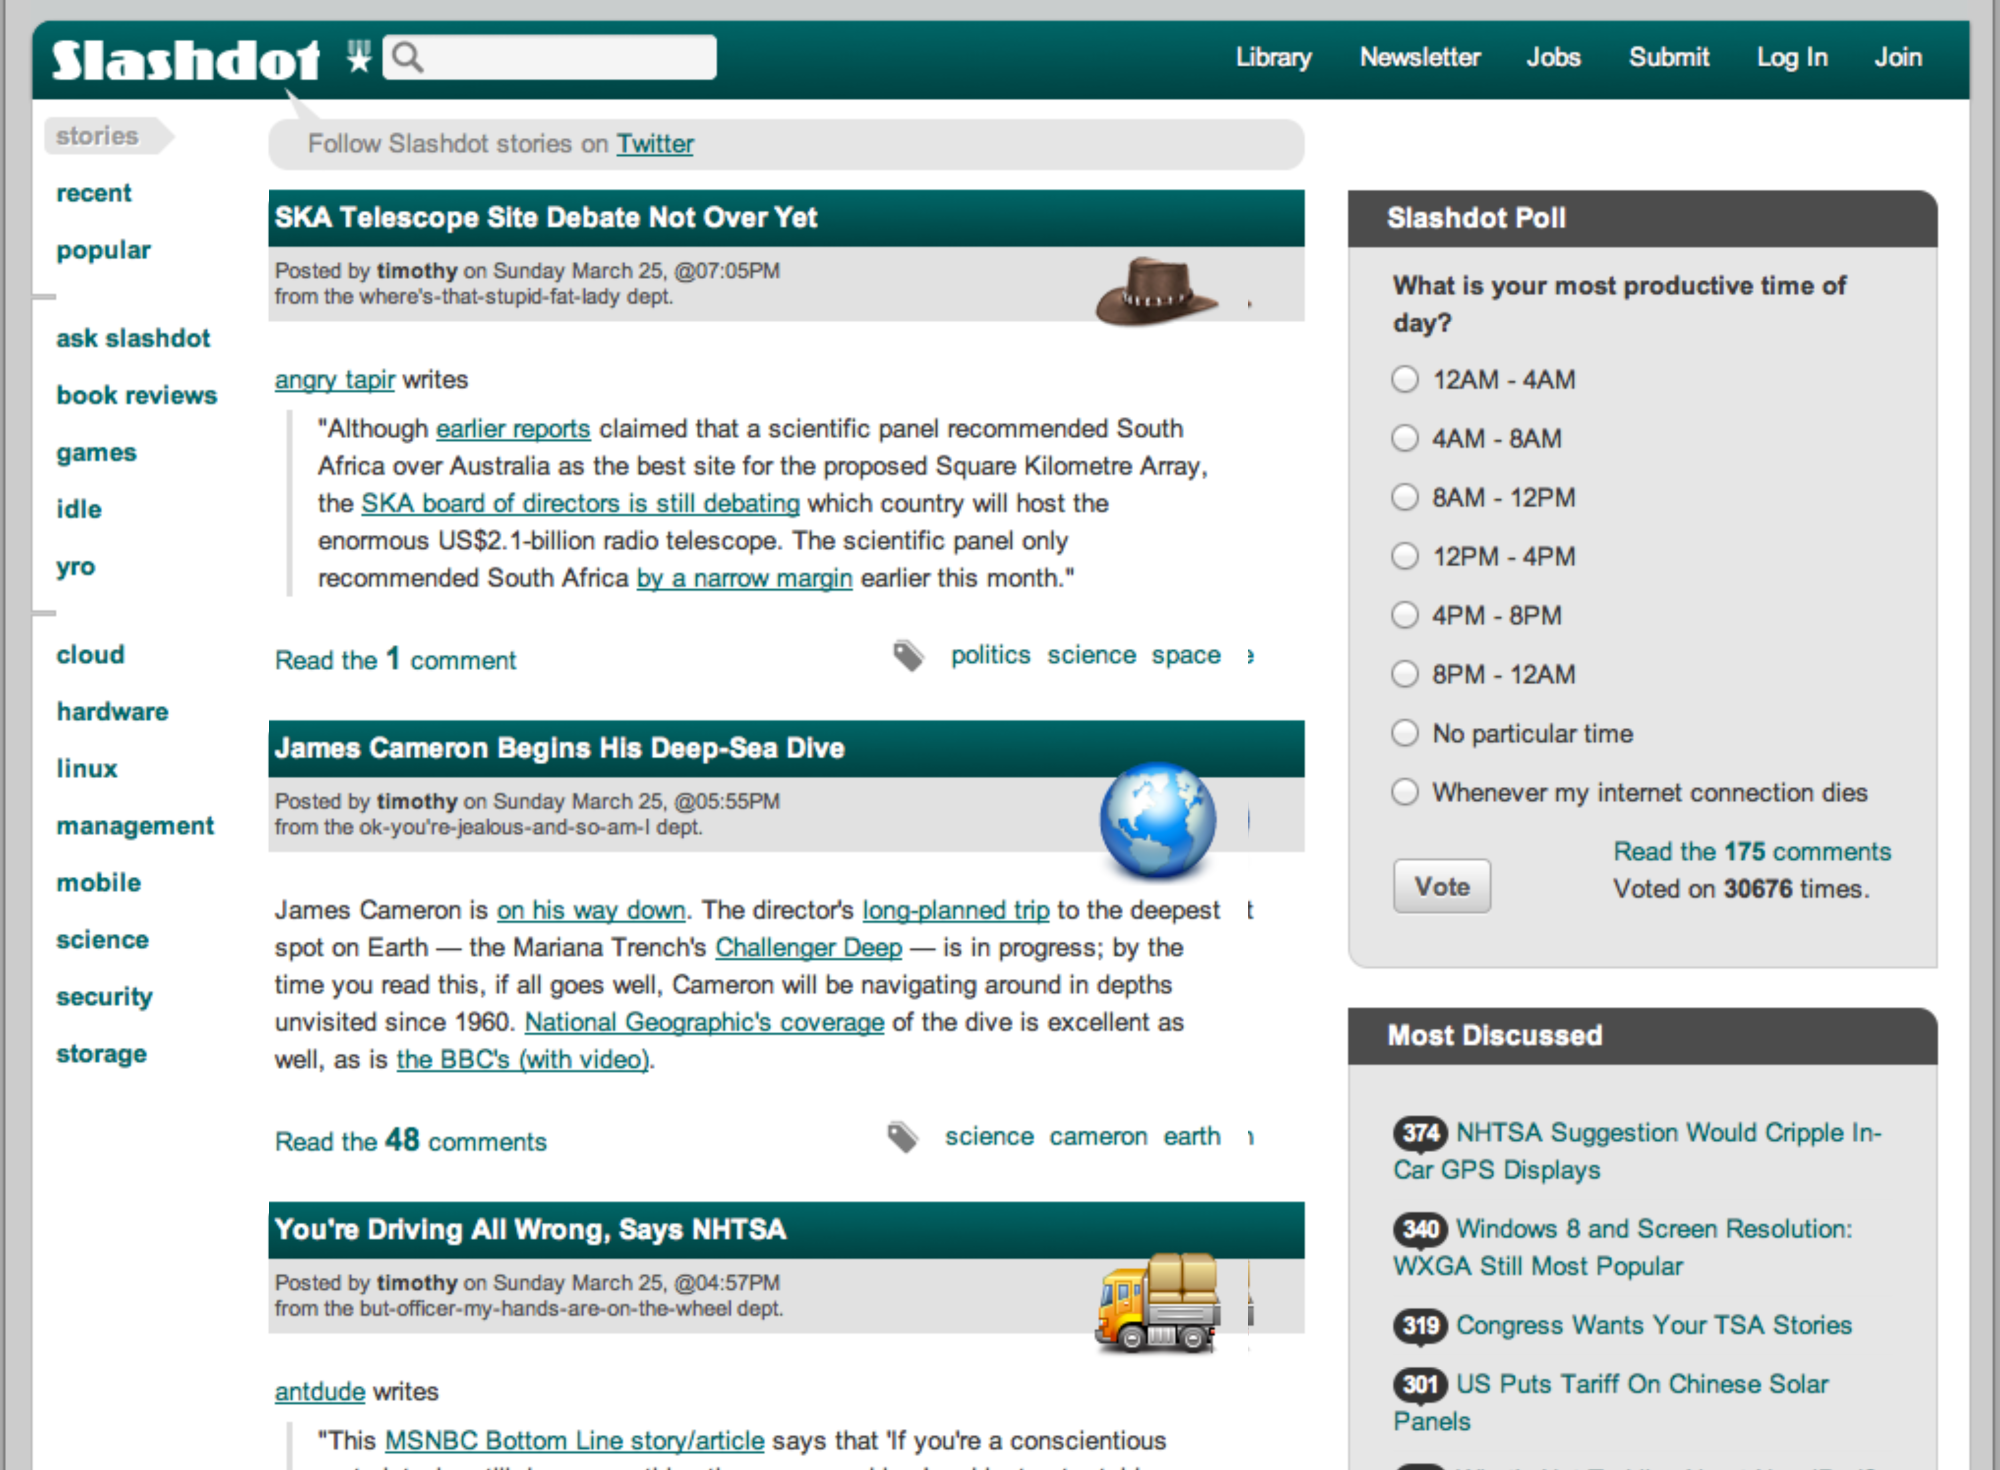 Slashdot
Library Newsletter Jobs Submit Log In Join
stories
recent
popular
ask slashdot
book reviews
games
idle
yro
cloud
hardware
linux
management
mobile
science
security
storage
Follow Slashdot stories on Twitter
SKA Telescope Site Debate Not Over Yet
Posted by timothy on Sunday March 25, @07:05PM
from the where's-that-stupid-fat-lady dept.
angry tapir writes
"Although earlier reports claimed that a scientific panel recommended South
Africa over Australia as the best site for the proposed Square Kilometre Array,
the SKA board of directors is still debating which country will host the
enormous US$2.1-billion radio telescope. The scientific panel only
recommended South Africa by a narrow margin earlier this month."
Read the 1 comment
politics science space
James Cameron Begins His Deep-Sea Dive
Posted by timothy on Sunday March 25, @05:55PM
from the ok-you're-jealous-and-so-am-I dept.
James Cameron is on his way down. The director's long-planned trip to the deepest
spot on Earth — the Mariana Trench's Challenger Deep — is in progress; by the
time you read this, if all goes well, Cameron will be navigating around in depths
unvisited since 1960. National Geographic's coverage of the dive is excellent as
well, as is the BBC's (with video).
Read the 48 comments
science cameron earth
You're Driving All Wrong, Says NHTSA
Posted by timothy on Sunday March 25, @04:57PM
from the but-officer-my-hands-are-on-the-wheel dept.
antdude writes
"This MSNBC Bottom Line story/article says that 'If you're a conscientious
Slashdot Poll
What is your most productive time of
day?
12AM - 4AM
4AM - 8AM
8AM - 12PM
12PM - 4PM
4PM - 8PM
8PM - 12AM
No particular time
Whenever my internet connection dies
Vote
Read the 175 comments
Voted on 30676 times.
Most Discussed
374 NHTSA Suggestion Would Cripple In-
Car GPS Displays
340 Windows 8 and Screen Resolution:
WXGA Still Most Popular
319 Congress Wants Your TSA Stories
301 US Puts Tariff On Chinese Solar
Panels